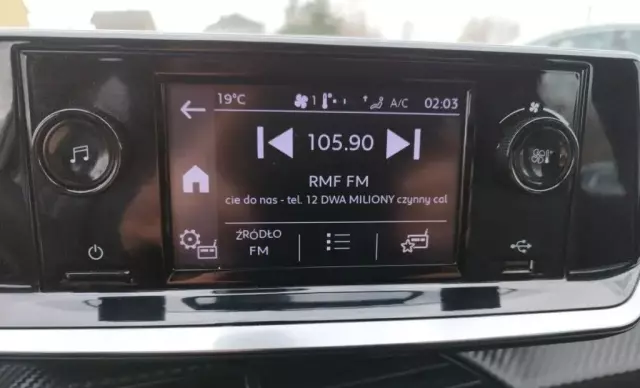 19°C 1 A/C 02:03
105.90
RMF FM
cie do nas - tel. 12 DWA MILIONY czynny cal
ŹRÓDŁO
FM